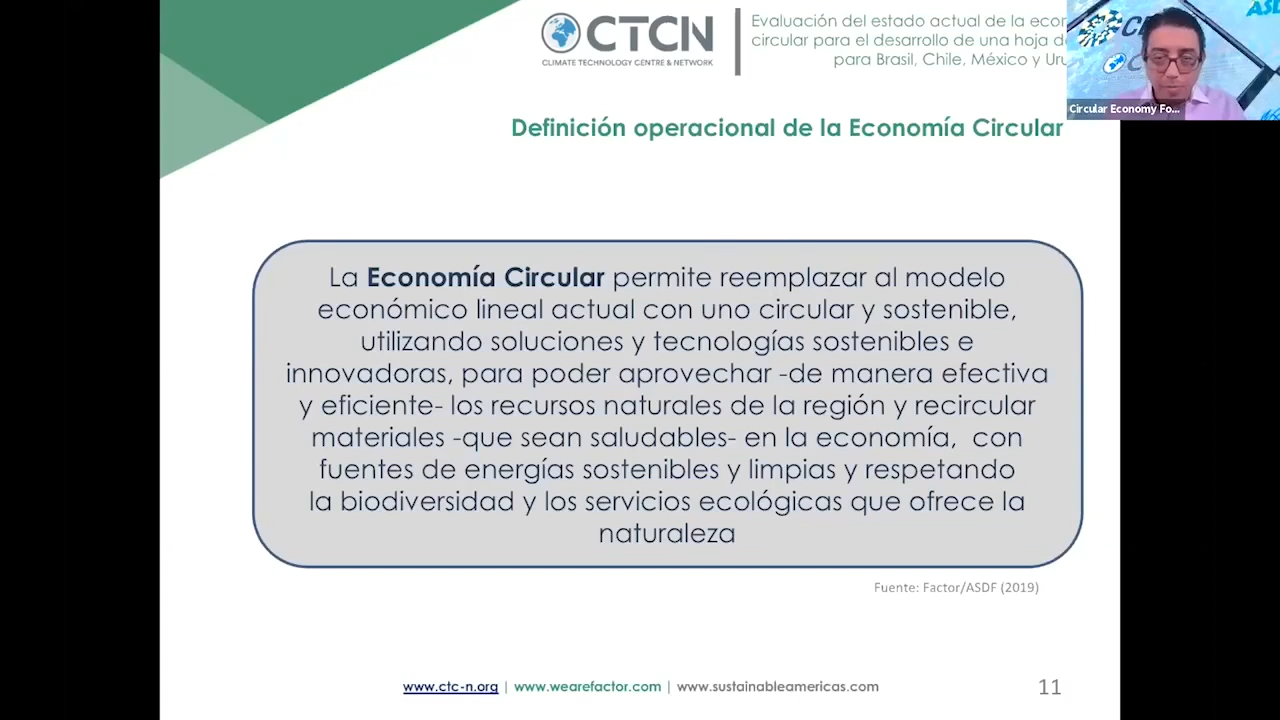 CTCN
CLIMATE TECHNOLOGY CENTRE & NETWORK
Evaluación del estado actual de la
circular para el desarrollo de una hoja
para Brasil, Chile, México y
Circular Economy Fo...
Definición operacional de la Economía Circular
La Economía Circular permite reemplazar al modelo
económico lineal actual con uno circular y sostenible,
utilizando soluciones y tecnologías sostenibles e
innovadoras, para poder aprovechar -de manera efectiva
y eficiente- los recursos naturales de la región y recircular
materiales -que sean saludables- en la economía, con
fuentes de energías sostenibles y limpias y respetando
la biodiversidad y los servicios ecológicas que ofrece la
naturaleza
Fuente: Factor/ASDF (2019)
www.ctc-n.org | www.wearefactor.com | www.sustainableamericas.com
11